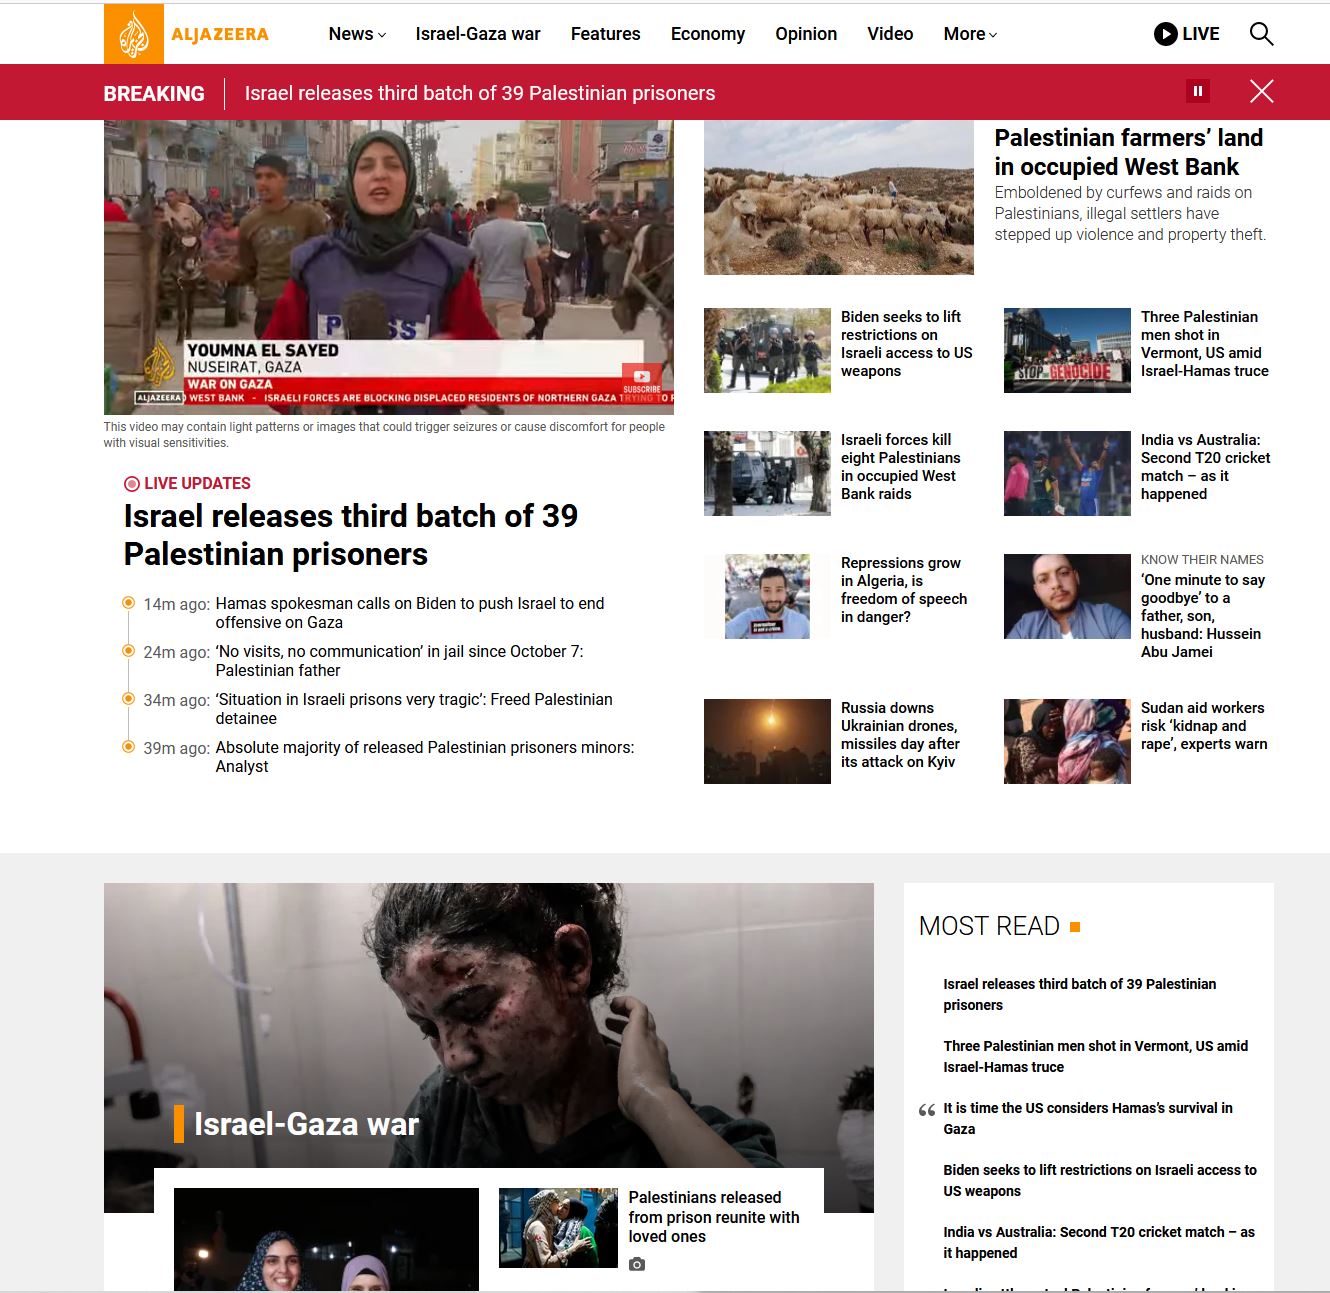 ALJAZEERA
News
Israel-Gaza war
Features
Economy
Opinion
Video
More
LIVE
BREAKING
Israel releases third batch of 39 Palestinian prisoners
PRESS
YOUMNA EL SAYED
NUSEIRAT, GAZA
WAR ON GAZA
SUBSCRIBE
ALJAZEERA
WEST BANK - ISRAELI FORCES ARE BLOCKING DISPLACED RESIDENTS OF NORTHERN GAZA TRYING TO
This video may contain light patterns or images that could trigger seizures or cause discomfort for people
with visual sensitivities.
LIVE UPDATES
Israel releases third batch of 39
Palestinian prisoners
14m ago: Hamas spokesman calls on Biden to push Israel to end
offensive on Gaza
24m ago: ‘No visits, no communication’ in jail since October 7:
Palestinian father
34m ago: ‘Situation in Israeli prisons very tragic’: Freed Palestinian
detainee
39m ago: Absolute majority of released Palestinian prisoners minors:
Analyst
Palestinian farmers’ land
in occupied West Bank
Emboldened by curfews and raids on
Palestinians, illegal settlers have
stepped up violence and property theft.
Biden seeks to lift
restrictions on
Israeli access to US
weapons
STOP GENOCIDE
Three Palestinian
men shot in
Vermont, US amid
Israel-Hamas truce
Israeli forces kill
eight Palestinians
in occupied West
Bank raids
India vs Australia:
Second T20 cricket
match – as it
happened
Repressions grow
in Algeria, is
freedom of speech
in danger?
KNOW THEIR NAMES
‘One minute to say
goodbye’ to a
father, son,
husband: Hussein
Abu Jamei
Russia downs
Ukrainian drones,
missiles day after
its attack on Kyiv
Sudan aid workers
risk ‘kidnap and
rape’, experts warn
Israel-Gaza war
Palestinians released
from prison reunite with
loved ones
MOST READ
Israel releases third batch of 39 Palestinian
prisoners
Three Palestinian men shot in Vermont, US amid
Israel-Hamas truce
It is time the US considers Hamas’s survival in
Gaza
Biden seeks to lift restrictions on Israeli access to
US weapons
India vs Australia: Second T20 cricket match – as
it happened